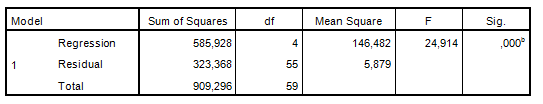 Model Sum of Squares df Mean Square F Sig.
Regression 585,928 4 146,482 24,914 ,000b
1 Residual 323,368 55 5,879
Total 909,296 59